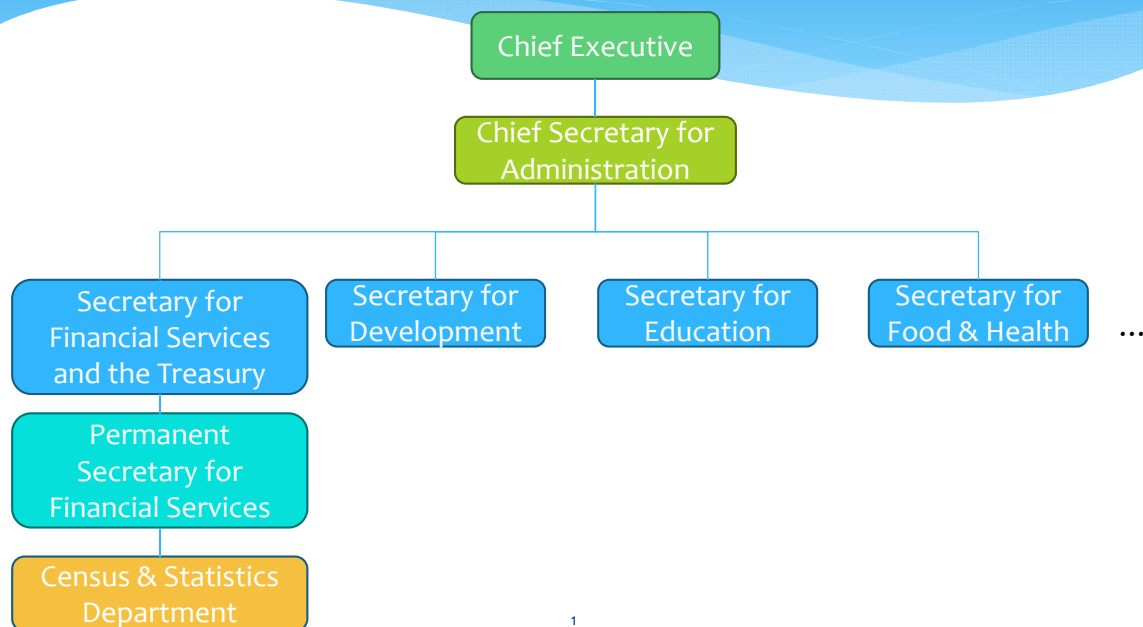 Chief Executive
Chief Secretary for
Administration
Secretary for
Financial Services
and the Treasury
Secretary for
Development
Secretary for
Education
Secretary for
Food & Health
...
Permanent
Secretary for
Financial Services
Census & Statistics
Department
1